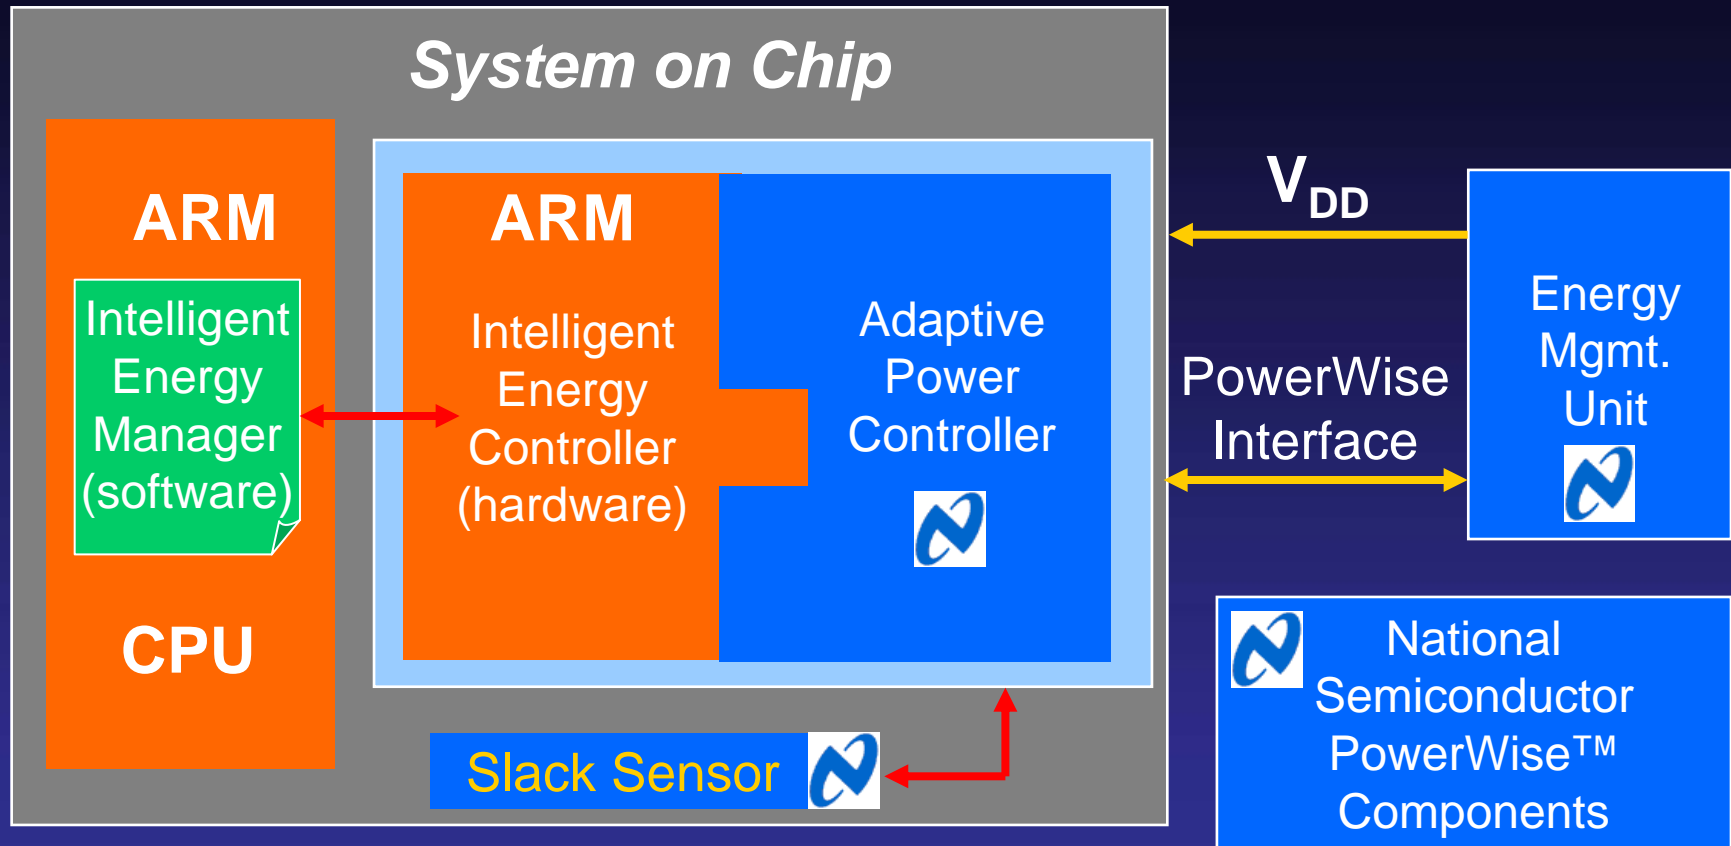 System on Chip
ARM
Intelligent
Energy
Manager
(software)
CPU
ARM
Intelligent
Energy
Controller
(hardware)
Adaptive
Power
Controller
Slack Sensor
VDD
PowerWise
Interface
Energy
Mgmt.
Unit
National
Semiconductor
PowerWise™
Components